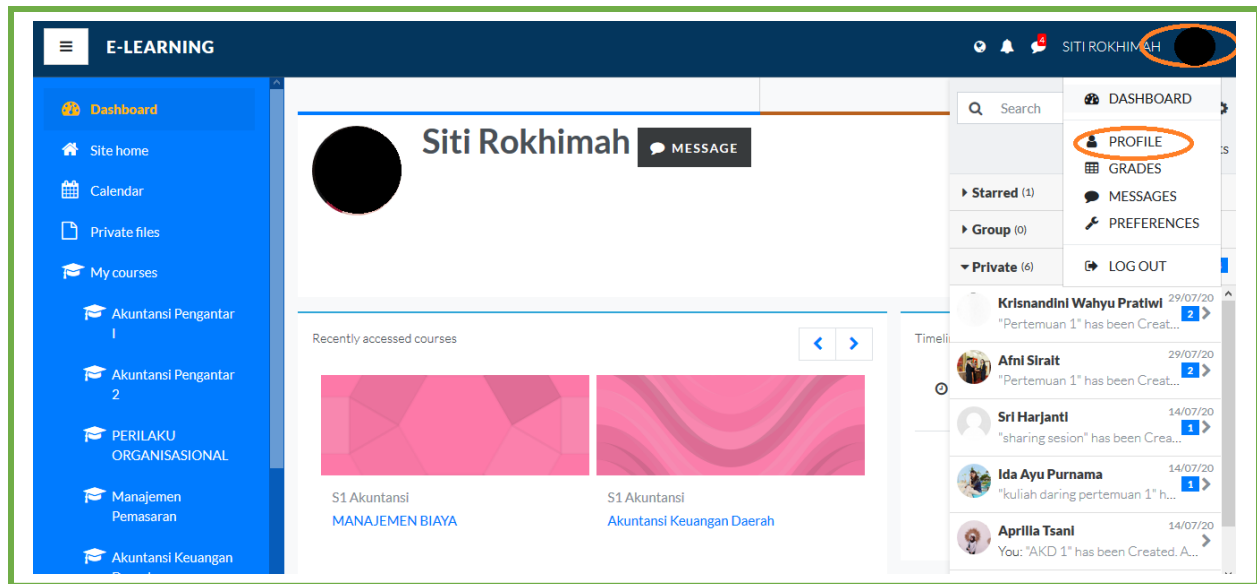 E-LEARNING
4
SITI ROKHIMAH
Dashboard
Site home
Calendar
Private files
My courses
Akuntansi Pengantar
I
Akuntansi Pengantar
2
PERILAKU
ORGANISASIONAL
Manajemen
Pemasaran
Akuntansi Keuangan
Siti Rokhimah
MESSAGE
Recently accessed courses
S1 Akuntansi
MANAJEMEN BIAYA
S1 Akuntansi
Akuntansi Keuangan Daerah
Search
DASHBOARD
PROFILE
GRADES
MESSAGES
PREFERENCES
LOG OUT
Starred (1)
Group (0)
Private (6)
Krisnandini Wahyu Pratiwi 29/07/20
"Pertemuan 1" has been Creat... 2
Afni Sirait 29/07/20
"Pertemuan 1" has been Creat... 2
Sri Harjanti 14/07/20
"sharing sesion" has been Crea... 1
Ida Ayu Purnama 14/07/20
"kuliah daring pertemuan 1" h... 1
Aprilia Tsani 14/07/20
You: "AKD 1" has been Created. A...